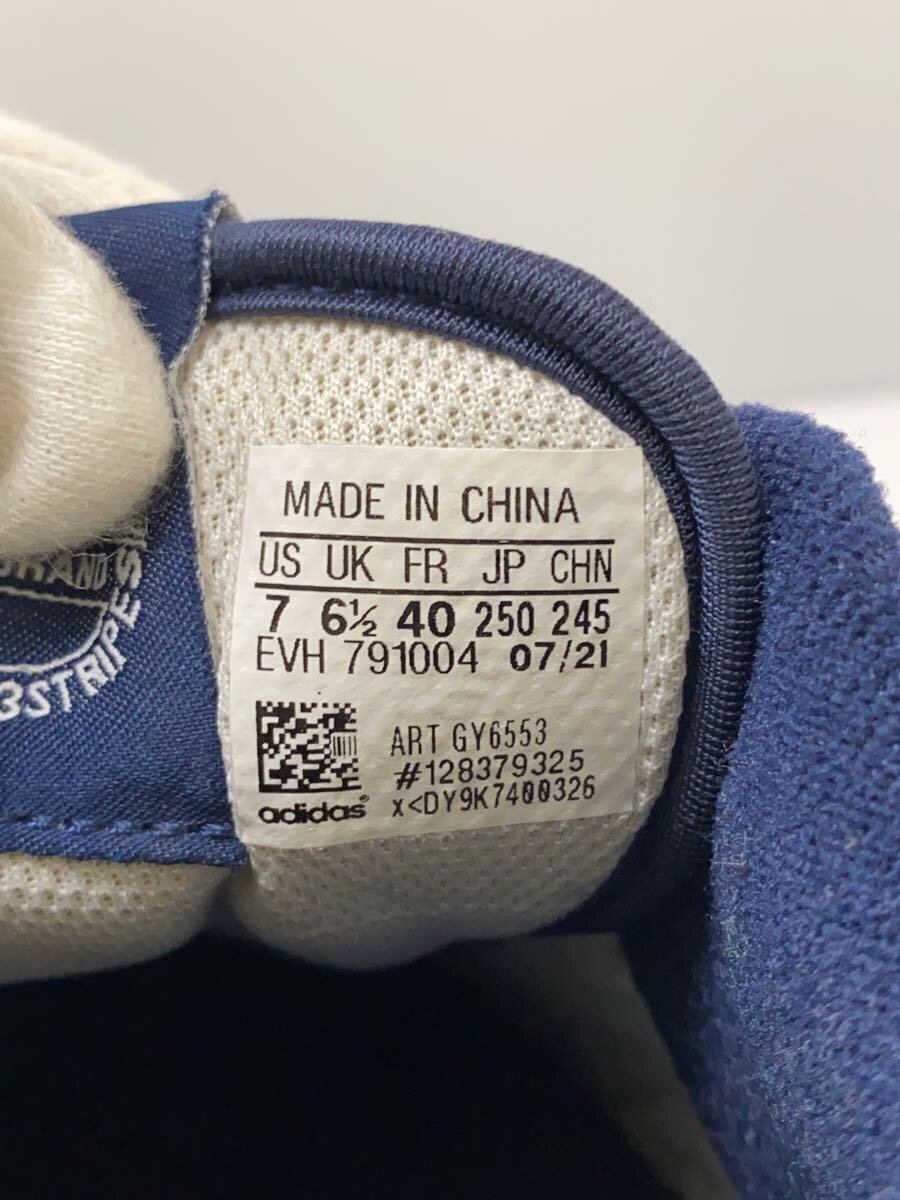 MADE IN CHINA
US UK FR JP CHN
7 6½ 40 250 245
EVH 791004 07/21
ART GY6553
#128379325
x<DY9K7400326
adidas
3STRIPES